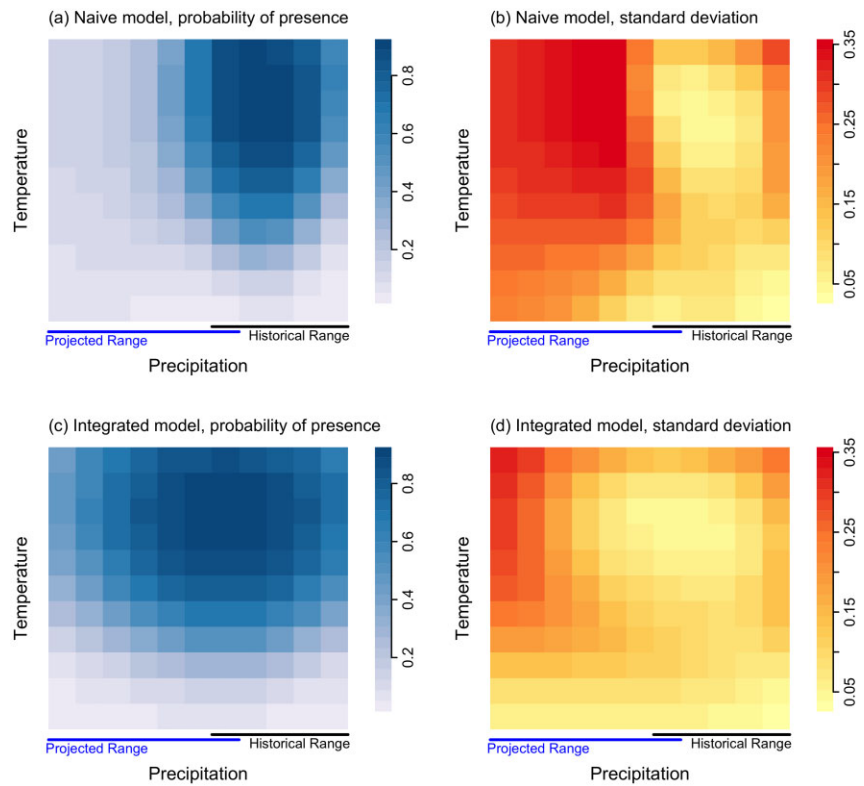 (a) Naive model, probability of presence
Temperature
0.8
0.6
0.4
0.2
Projected Range
Historical Range
Precipitation
(b) Naive model, standard deviation
Temperature
0.35
0.25
0.15
0.05
Projected Range
Historical Range
Precipitation
(c) Integrated model, probability of presence
Temperature
0.8
0.6
0.4
0.2
Projected Range
Historical Range
Precipitation
(d) Integrated model, standard deviation
Temperature
0.35
0.25
0.15
0.05
Projected Range
Historical Range
Precipitation